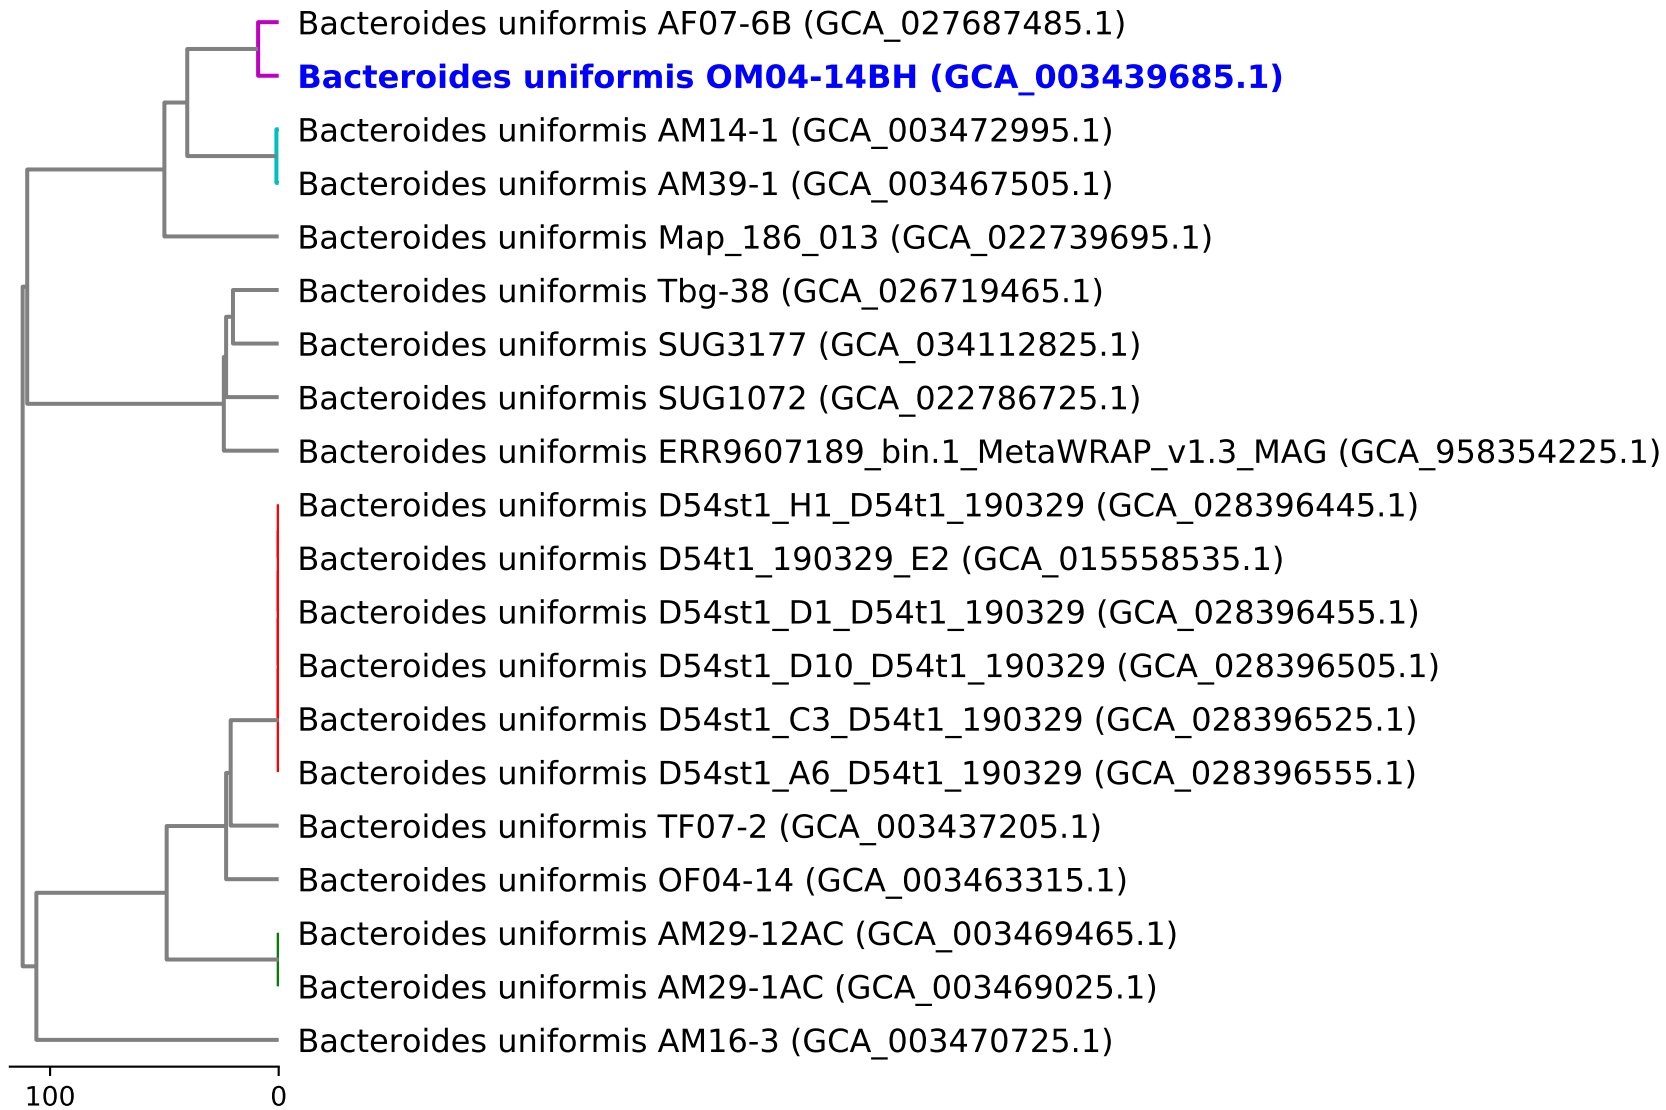 Bacteroides uniformis AF07-6B (GCA_027687485.1)
Bacteroides uniformis OM04-14BH (GCA_003439685.1)
Bacteroides uniformis AM14-1 (GCA_003472995.1)
Bacteroides uniformis AM39-1 (GCA_003467505.1)
Bacteroides uniformis Map_186_013 (GCA_022739695.1)
Bacteroides uniformis Tbg-38 (GCA_026719465.1)
Bacteroides uniformis SUG3177 (GCA_034112825.1)
Bacteroides uniformis SUG1072 (GCA_022786725.1)
Bacteroides uniformis ERR9607189_bin.1_MetaWRAP_v1.3_MAG (GCA_958354225.1)
Bacteroides uniformis D54st1_H1_D54t1_190329 (GCA_028396445.1)
Bacteroides uniformis D54t1_190329_E2 (GCA_015558535.1)
Bacteroides uniformis D54st1_D1_D54t1_190329 (GCA_028396455.1)
Bacteroides uniformis D54st1_D10_D54t1_190329 (GCA_028396505.1)
Bacteroides uniformis D54st1_C3_D54t1_190329 (GCA_028396525.1)
Bacteroides uniformis D54st1_A6_D54t1_190329 (GCA_028396555.1)
Bacteroides uniformis TF07-2 (GCA_003437205.1)
Bacteroides uniformis OF04-14 (GCA_003463315.1)
Bacteroides uniformis AM29-12AC (GCA_003469465.1)
Bacteroides uniformis AM29-1AC (GCA_003469025.1)
Bacteroides uniformis AM16-3 (GCA_003470725.1)
100 0